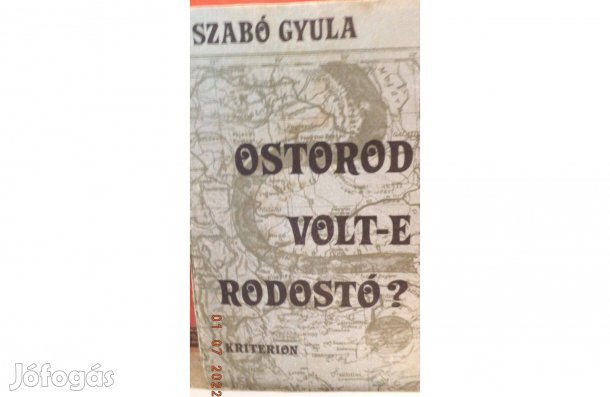 SZABÓ GYULA
OSTOROD
VOLT-E
RODOSTÓ?
KRITERION
01 07 2022
Jófogás